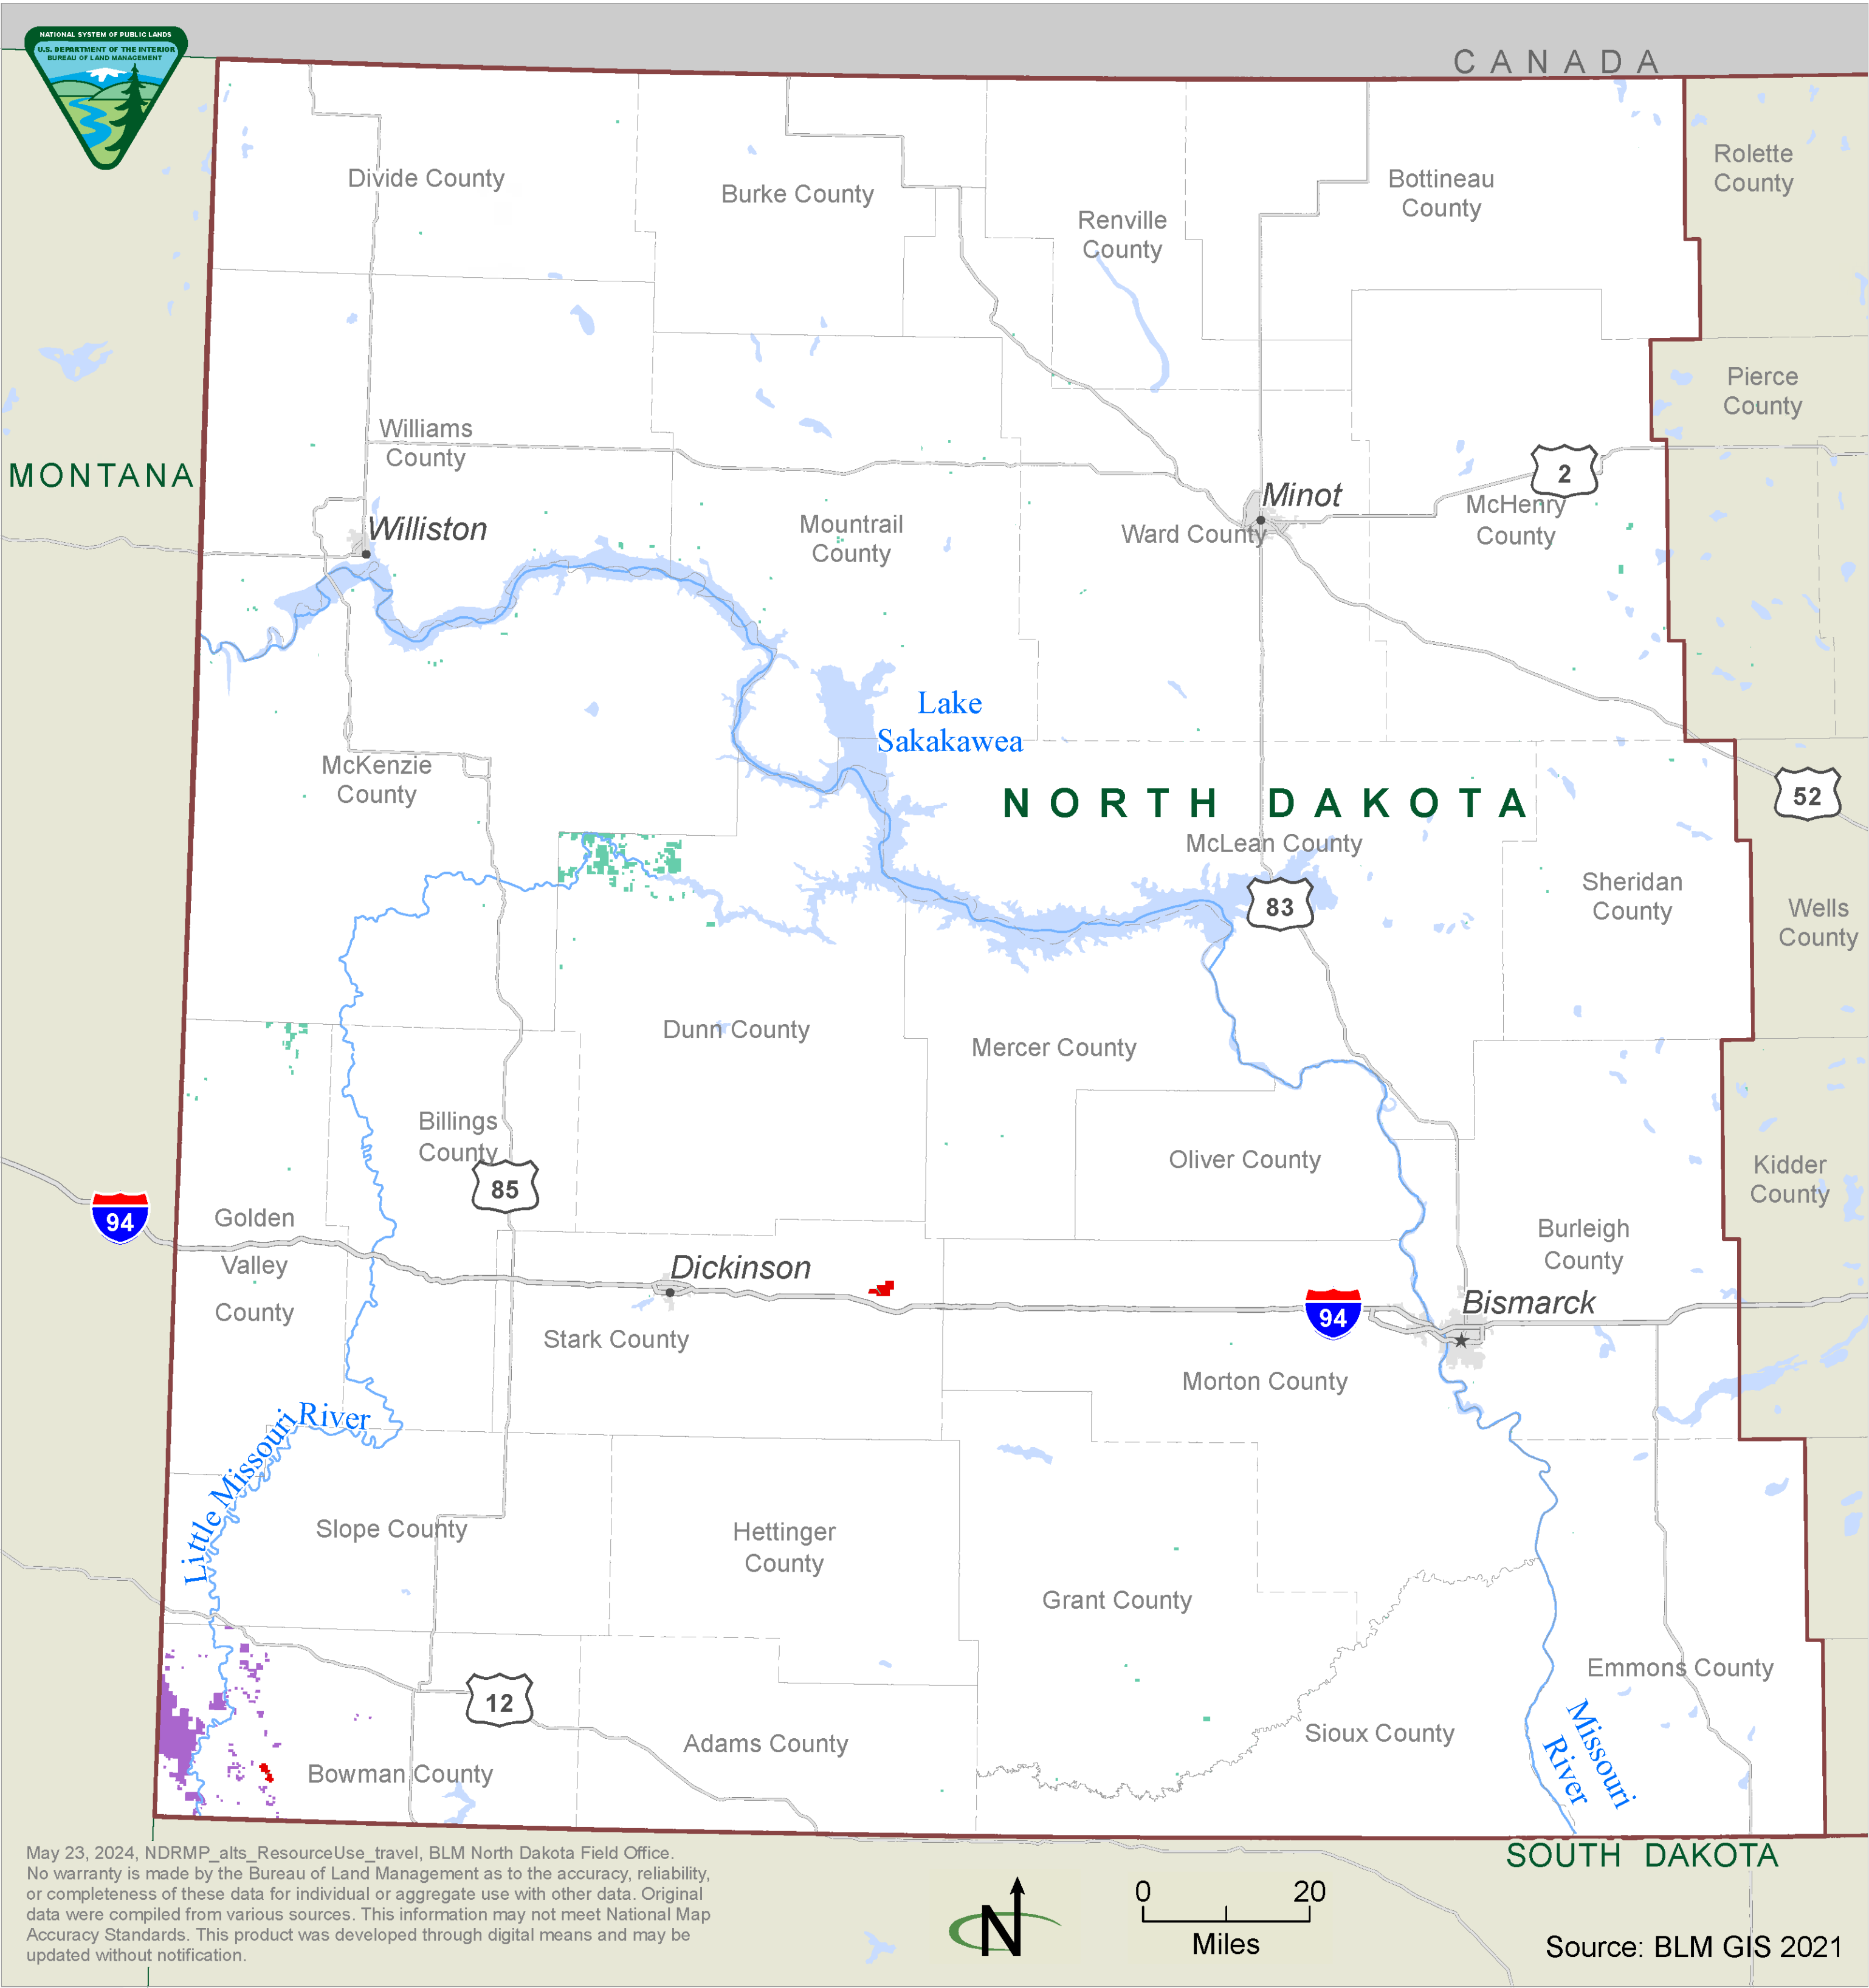 NATIONAL SYSTEM OF PUBLIC LANDS
U.S. DEPARTMENT OF THE INTERIOR
BUREAU OF LAND MANAGEMENT
CANADA
Divide County
Burke County
Renville
County
Bottineau
County
Rolette
County
Pierce
County
MONTANA
Williams
County
Williston
Mountrail
County
Minot
Ward County
2
McHenry
County
Lake
Sakakawea
McKenzie
County
NORTH DAKOTA
52
McLean County
83
Sheridan
County
Wells
County
Dunn County
Mercer County
Billings
County
85
Oliver County
Kidder
County
94
Golden
Valley
County
Burleigh
County
Dickinson
Stark County
94
Bismarck
Morton County
Little Missouri River
Slope County
Hettinger
County
Grant County
Emmons County
12
Bowman County
Adams County
Sioux County
Missouri
River
SOUTH DAKOTA
May 23, 2024, NDRMP_alts_ResourceUse_travel, BLM North Dakota Field Office.
No warranty is made by the Bureau of Land Management as to the accuracy, reliability,
or completeness of these data for individual or aggregate use with other data. Original
data were compiled from various sources. This information may not meet National Map
Accuracy Standards. This product was developed through digital means and may be
updated without notification.
N
0 20
Miles
Source: BLM GIS 2021